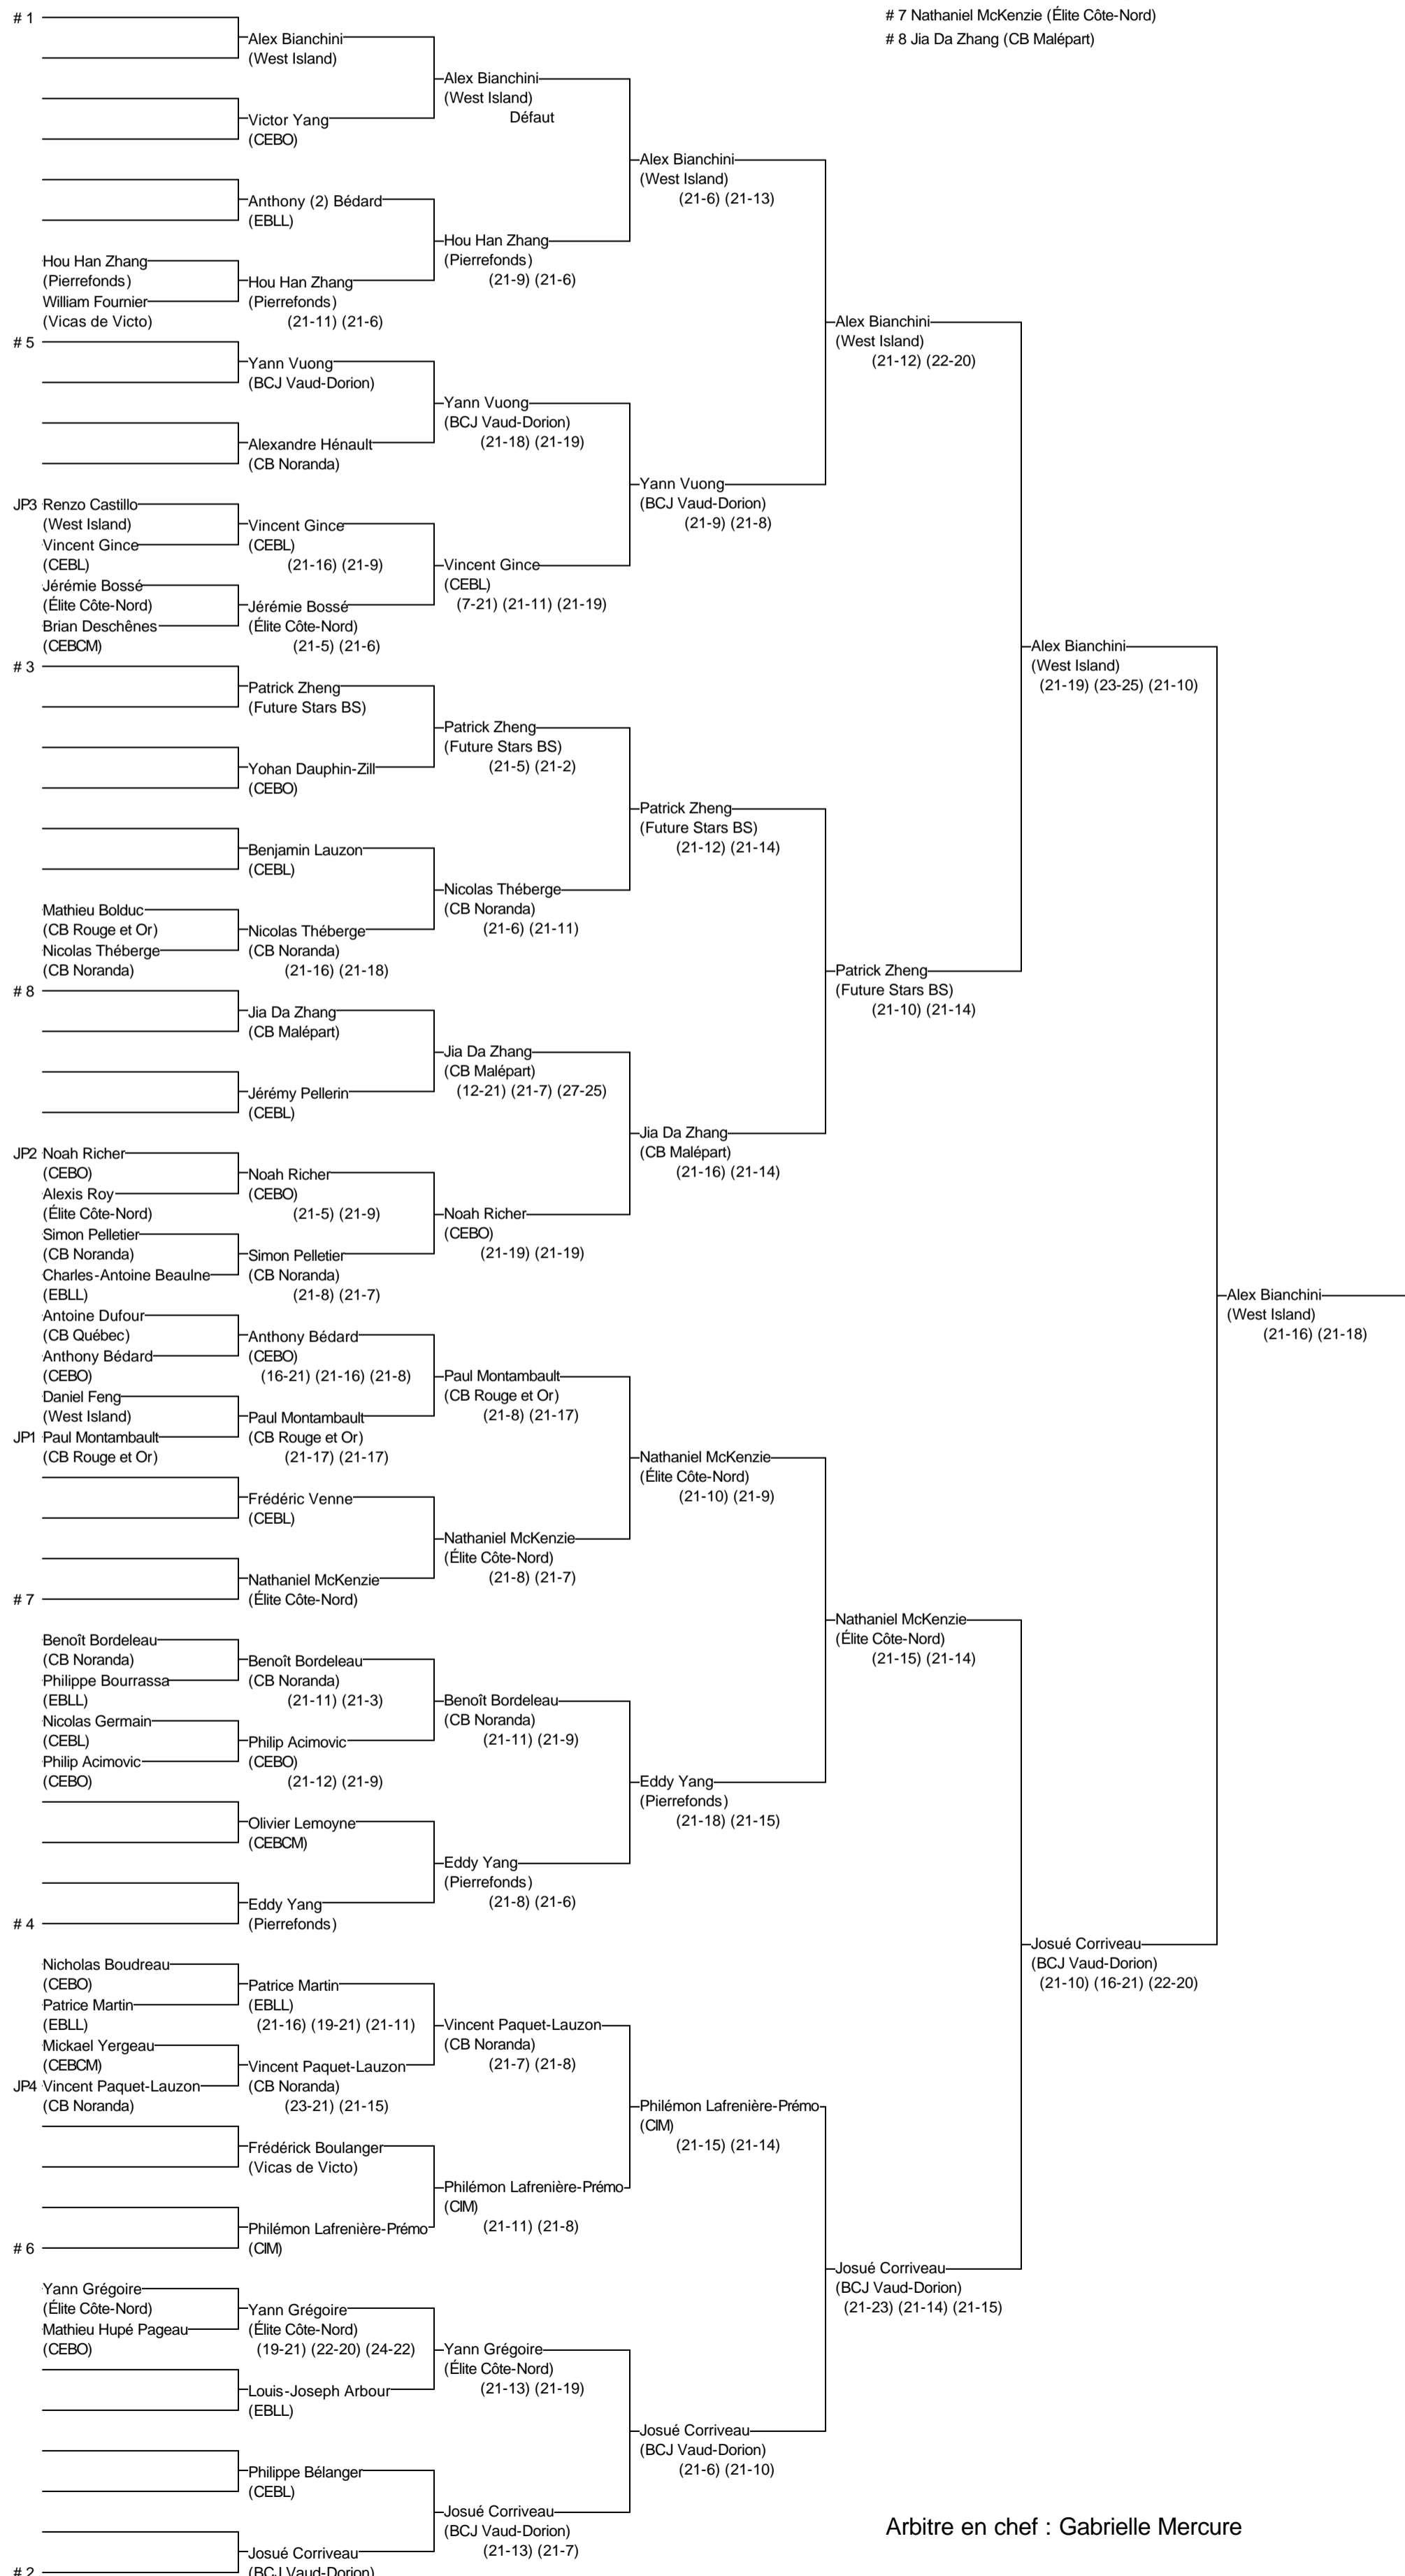 # 7 Nathaniel McKenzie (Élite Côte-Nord)
# 8 Jia Da Zhang (CB Malépart)
# 1
Hou Han Zhang
(Pierrefonds)
William Fournier
(Vicas de Victo)
# 5
JP3 Renzo Castillo
(West Island)
Vincent Gince
(CEBL)
Jérémie Bossé
(Élite Côte-Nord)
Brian Deschênes
(CEBCM)
# 3
Mathieu Bolduc
(CB Rouge et Or)
Nicolas Théberge
(CB Noranda)
# 8
JP2 Noah Richer
(CEBO)
Alexis Roy
(Élite Côte-Nord)
Simon Pelletier
(CB Noranda)
Charles-Antoine Beaulne
(EBLL)
Antoine Dufour
(CB Québec)
Anthony Bédard
(CEBO)
Daniel Feng
(West Island)
JP1 Paul Montambault
(CB Rouge et Or)
# 7
Benoît Bordeleau
(CB Noranda)
Philippe Bourrassa
(EBLL)
Nicolas Germain
(CEBL)
Philip Acimovic
(CEBO)
# 4
Nicholas Boudreau
(CEBO)
Patrice Martin
(EBLL)
Mickael Yergeau
(CEBCM)
JP4 Vincent Paquet-Lauzon
(CB Noranda)
# 6
Yann Grégoire
(Élite Côte-Nord)
Mathieu Hupé Pageau
(CEBO)
# 2
Alex Bianchini
(West Island)
Victor Yang
(CEBO)
Anthony (2) Bédard
(EBLL)
Hou Han Zhang
(Pierrefonds)
(21-11) (21-6)
Yann Vuong
(BCJ Vaud-Dorion)
Alexandre Hénault
(CB Noranda)
Vincent Gince
(CEBL)
(21-16) (21-9)
Jérémie Bossé
(Élite Côte-Nord)
(21-5) (21-6)
Patrick Zheng
(Future Stars BS)
Yohan Dauphin-Zill
(CEBO)
Benjamin Lauzon
(CEBL)
Nicolas Théberge
(CB Noranda)
(21-16) (21-18)
Jia Da Zhang
(CB Malépart)
Jérémy Pellerin
(CEBL)
Noah Richer
(CEBO)
(21-5) (21-9)
Simon Pelletier
(CB Noranda)
(21-8) (21-7)
Anthony Bédard
(CEBO)
(16-21) (21-16) (21-8)
Paul Montambault
(CB Rouge et Or)
(21-17) (21-17)
Frédéric Venne
(CEBL)
Nathaniel McKenzie
(Élite Côte-Nord)
Benoît Bordeleau
(CB Noranda)
(21-11) (21-3)
Philip Acimovic
(CEBO)
(21-12) (21-9)
Olivier Lemoyne
(CEBCM)
Eddy Yang
(Pierrefonds)
Patrice Martin
(EBLL)
(21-16) (19-21) (21-11)
Vincent Paquet-Lauzon
(CB Noranda)
(23-21) (21-15)
Frédérick Boulanger
(Vicas de Victo)
Philémon Lafrenière-Prémo
(CIM)
Yann Grégoire
(Élite Côte-Nord)
(19-21) (22-20) (24-22)
Louis-Joseph Arbour
(EBLL)
Philippe Bélanger
(CEBL)
Josué Corriveau
(BCJ Vaud-Dorion)
Alex Bianchini
(West Island)
Défaut
Hou Han Zhang
(Pierrefonds)
(21-9) (21-6)
Yann Vuong
(BCJ Vaud-Dorion)
(21-18) (21-19)
Vincent Gince
(CEBL)
(7-21) (21-11) (21-19)
Patrick Zheng
(Future Stars BS)
(21-5) (21-2)
Nicolas Théberge
(CB Noranda)
(21-6) (21-11)
Jia Da Zhang
(CB Malépart)
(12-21) (21-7) (27-25)
Noah Richer
(CEBO)
(21-19) (21-19)
Paul Montambault
(CB Rouge et Or)
(21-8) (21-17)
Nathaniel McKenzie
(Élite Côte-Nord)
(21-8) (21-7)
Benoît Bordeleau
(CB Noranda)
(21-11) (21-9)
Eddy Yang
(Pierrefonds)
(21-8) (21-6)
Vincent Paquet-Lauzon
(CB Noranda)
(21-7) (21-8)
Philémon Lafrenière-Prémo
(CIM)
(21-11) (21-8)
Yann Grégoire
(Élite Côte-Nord)
(21-13) (21-19)
Josué Corriveau
(BCJ Vaud-Dorion)
(21-13) (21-7)
Alex Bianchini
(West Island)
(21-6) (21-13)
Yann Vuong
(BCJ Vaud-Dorion)
(21-9) (21-8)
Patrick Zheng
(Future Stars BS)
(21-12) (21-14)
Jia Da Zhang
(CB Malépart)
(21-16) (21-14)
Nathaniel McKenzie
(Élite Côte-Nord)
(21-10) (21-9)
Eddy Yang
(Pierrefonds)
(21-18) (21-15)
Philémon Lafrenière-Prémo
(CIM)
(21-15) (21-14)
Josué Corriveau
(BCJ Vaud-Dorion)
(21-6) (21-10)
Alex Bianchini
(West Island)
(21-12) (22-20)
Patrick Zheng
(Future Stars BS)
(21-10) (21-14)
Nathaniel McKenzie
(Élite Côte-Nord)
(21-15) (21-14)
Josué Corriveau
(BCJ Vaud-Dorion)
(21-23) (21-14) (21-15)
Alex Bianchini
(West Island)
(21-19) (23-25) (21-10)
Josué Corriveau
(BCJ Vaud-Dorion)
(21-10) (16-21) (22-20)
Alex Bianchini
(West Island)
(21-16) (21-18)
Arbitre en chef : Gabrielle Mercure